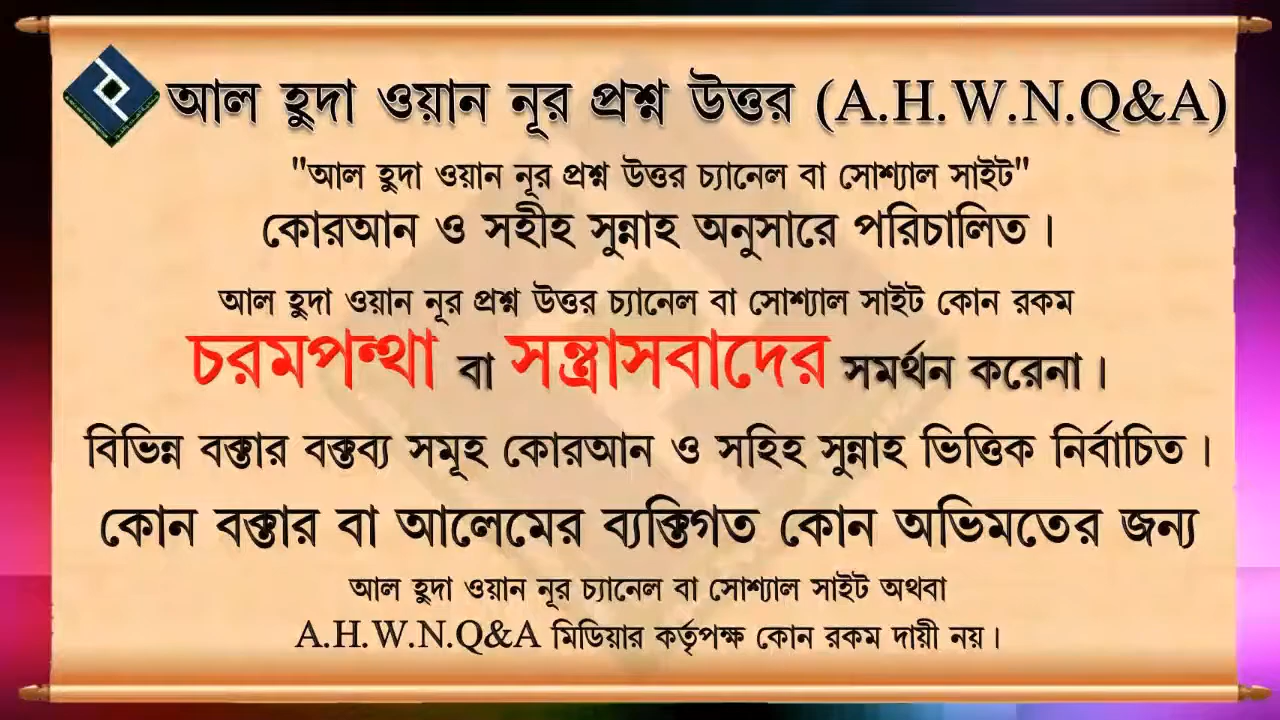 আল হুদা ওয়ান নূর প্রশ্ন উত্তর (A.H.W.N.Q&A)
"আল হুদা ওয়ান নূর প্রশ্ন উত্তর চ্যানেল বা সোশ্যাল সাইট"
কোরআন ও সহীহ সুন্নাহ অনুসারে পরিচালিত।
আল হুদা ওয়ান নূর প্রশ্ন উত্তর চ্যানেল বা সোশ্যাল সাইট কোন রকম
চরমপন্থা বা সন্ত্রাসবাদের সমর্থন করেনা।
বিভিন্ন বক্তার বক্তব্য সমূহ কোরআন ও সহিহ সুন্নাহ ভিত্তিক নির্বাচিত।
কোন বক্তার বা আলেমের ব্যক্তিগত কোন অভিমতের জন্য
আল হুদা ওয়ান নূর চ্যানেল বা সোশ্যাল সাইট অথবা
A.H.W.N.Q&A মিডিয়ার কর্তৃপক্ষ কোন রকম দায়ী নয়।